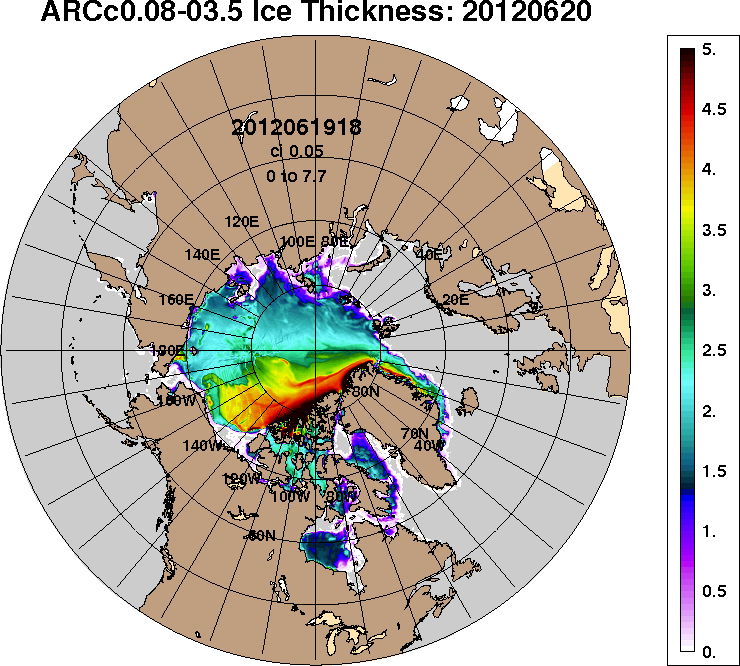 ARCc0.08-03.5 Ice Thickness: 20120620
2012061918
ci 0.05
0 to 7.7
120E
100E 80E
140E
40E
160E
20E
180E
160W
80N
140W
70N
40W
120W
100W
80W
60N
5.
4.5
4.
3.5
3.
2.5
2.
1.5
1.
0.5
0.